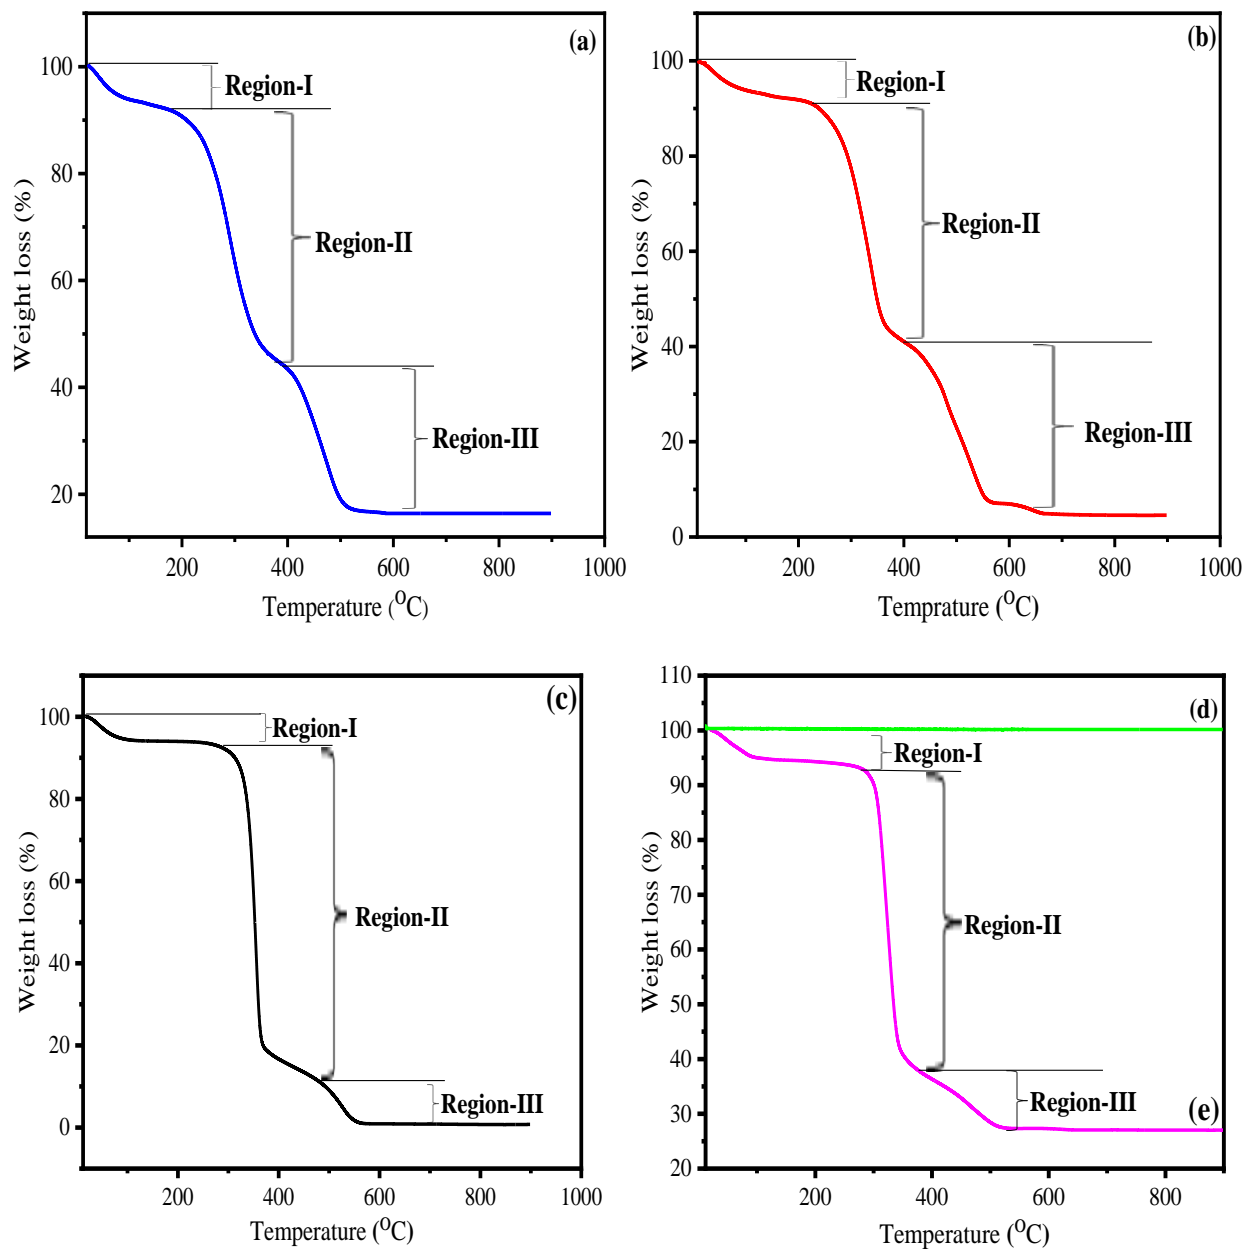 (a)
100
80
60
40
20
Weight loss (%)
Region-I
Region-II
Region-III
200 400 600 800 1000
Temperature (OC)
(b)
100
80
60
40
20
0
Weight loss (%)
Region-I
Region-II
Region-III
200 400 600 800 1000
Temprature (OC)
(c)
100
80
60
40
20
0
Weight loss (%)
Region-I
Region-II
Region-III
200 400 600 800 1000
Temperature (OC)
110
100
90
80
70
60
50
40
30
20
Weight loss (%)
(d)
Region-I
Region-II
Region-III
(e)
200 400 600 800
Temperature (OC)